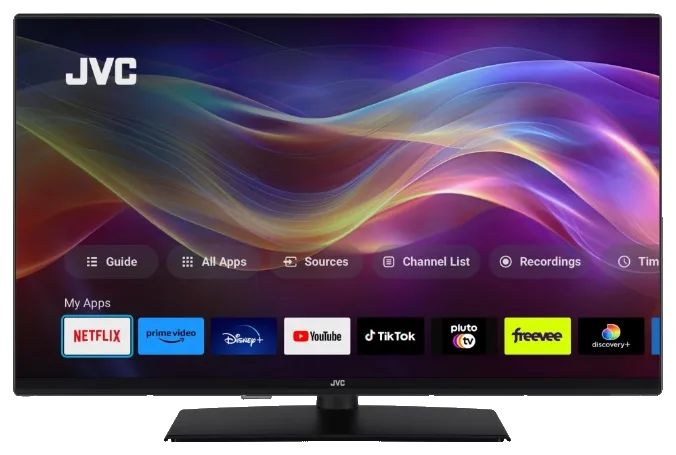 JVC
Guide
All Apps
Sources
Channel List
Recordings
Tim
My Apps
NETFLIX
prime video
Disney+
YouTube
TikTok
pluto
tv
freevee
discovery+
JVC